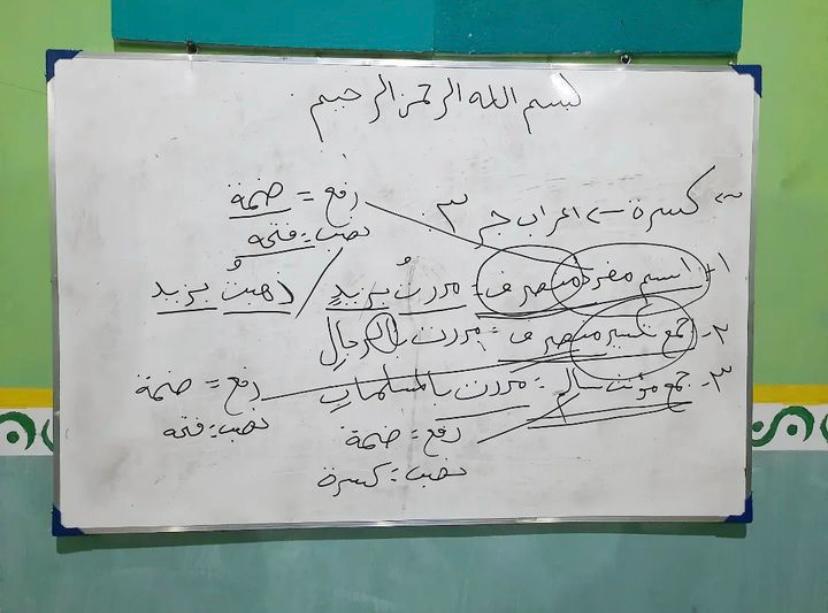 بسم الله الرحمن الرحيم
كسرة -> اعراب جر ٣
رفع = ضمة
نصب = فتحة
١- اسم مفرد منصرف = مررتُ بزيدٍ / ذهبتُ بزيد
٢- جمع تكسير منصرف = مررت بالرجالِ
٣- جمع مؤنث سالم = مررت بالمسلماتِ
رفع = ضمة
نصب = فتحة
رفع = ضمة
نصب = كسرة